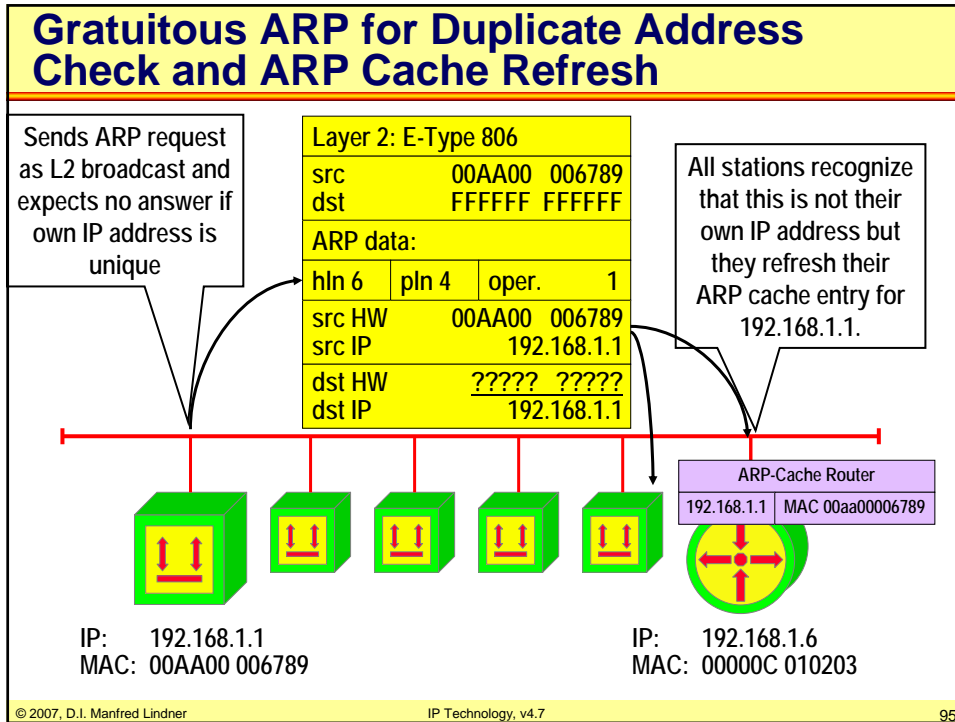 Gratuitous ARP for Duplicate Address
Check and ARP Cache Refresh
Sends ARP request
as L2 broadcast and
expects no answer if
own IP address is
unique
Layer 2: E-Type 806
src 00AA00 006789
dst FFFFFF FFFFFF
ARP data:
hln 6 pln 4 oper. 1
src HW 00AA00 006789
src IP 192.168.1.1
dst HW ????? ?????
dst IP 192.168.1.1
All stations recognize
that this is not their
own IP address but
they refresh their
ARP cache entry for
192.168.1.1.
ARP-Cache Router
192.168.1.1 MAC 00aa00006789
IP: 192.168.1.1
MAC: 00AA00 006789
IP: 192.168.1.6
MAC: 00000C 010203
© 2007, D.I. Manfred Lindner IP Technology, v4.7 95